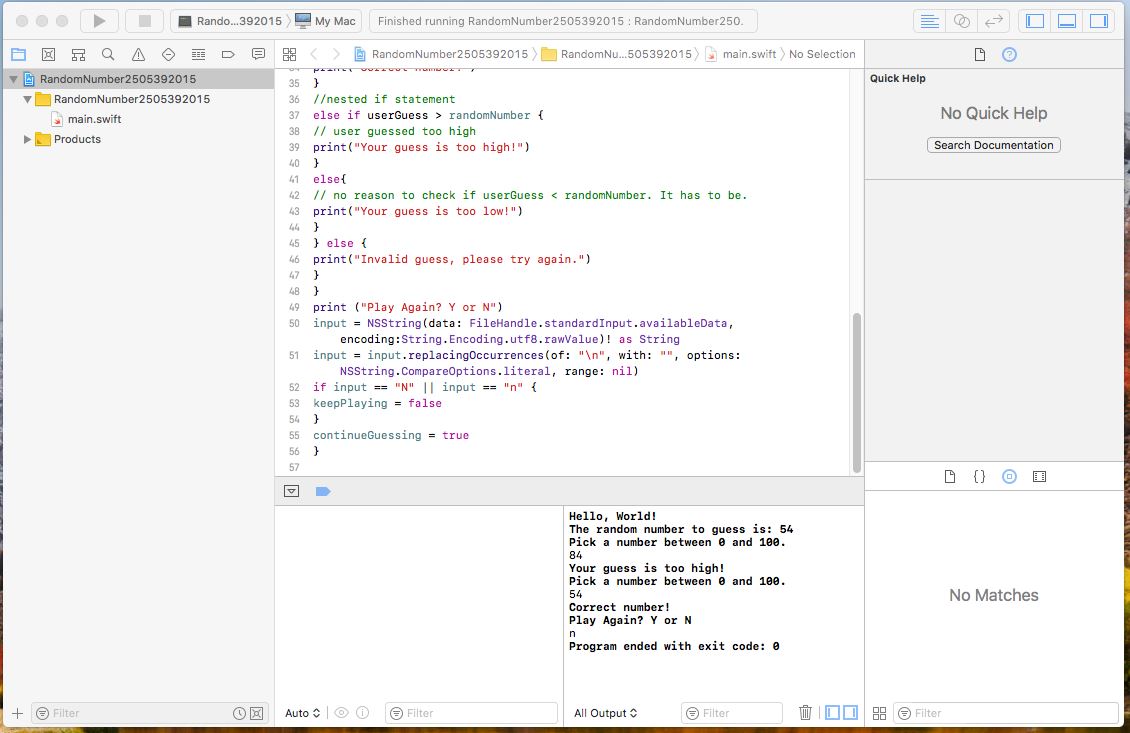 Rando...392015 My Mac Finished running RandomNumber2505392015 : RandomNumber250.
RandomNumber2505392015 RandomNu...505392015 main.swift No Selection
RandomNumber2505392015
RandomNumber2505392015
main.swift
Products
34 print("Correct number!")
35 }
36 //nested if statement
37 else if userGuess > randomNumber {
38 // user guessed too high
39 print("Your guess is too high!")
40 }
41 else{
42 // no reason to check if userGuess < randomNumber. It has to be.
43 print("Your guess is too low!")
44 }
45 } else {
46 print("Invalid guess, please try again.")
47 }
48 }
49 print ("Play Again? Y or N")
50 input = NSString(data: FileHandle.standardInput.availableData,
encoding:String.Encoding.utf8.rawValue)! as String
51 input = input.replacingOccurrences(of: "\n", with: "", options:
NSString.CompareOptions.literal, range: nil)
52 if input == "N" || input == "n" {
53 keepPlaying = false
54 }
55 continueGuessing = true
56 }
57
Quick Help
No Quick Help
Search Documentation
Hello, World!
The random number to guess is: 54
Pick a number between 0 and 100.
84
Your guess is too high!
Pick a number between 0 and 100.
54
Correct number!
Play Again? Y or N
n
Program ended with exit code: 0
No Matches
Filter
Auto
Filter
All Output
Filter
Filter